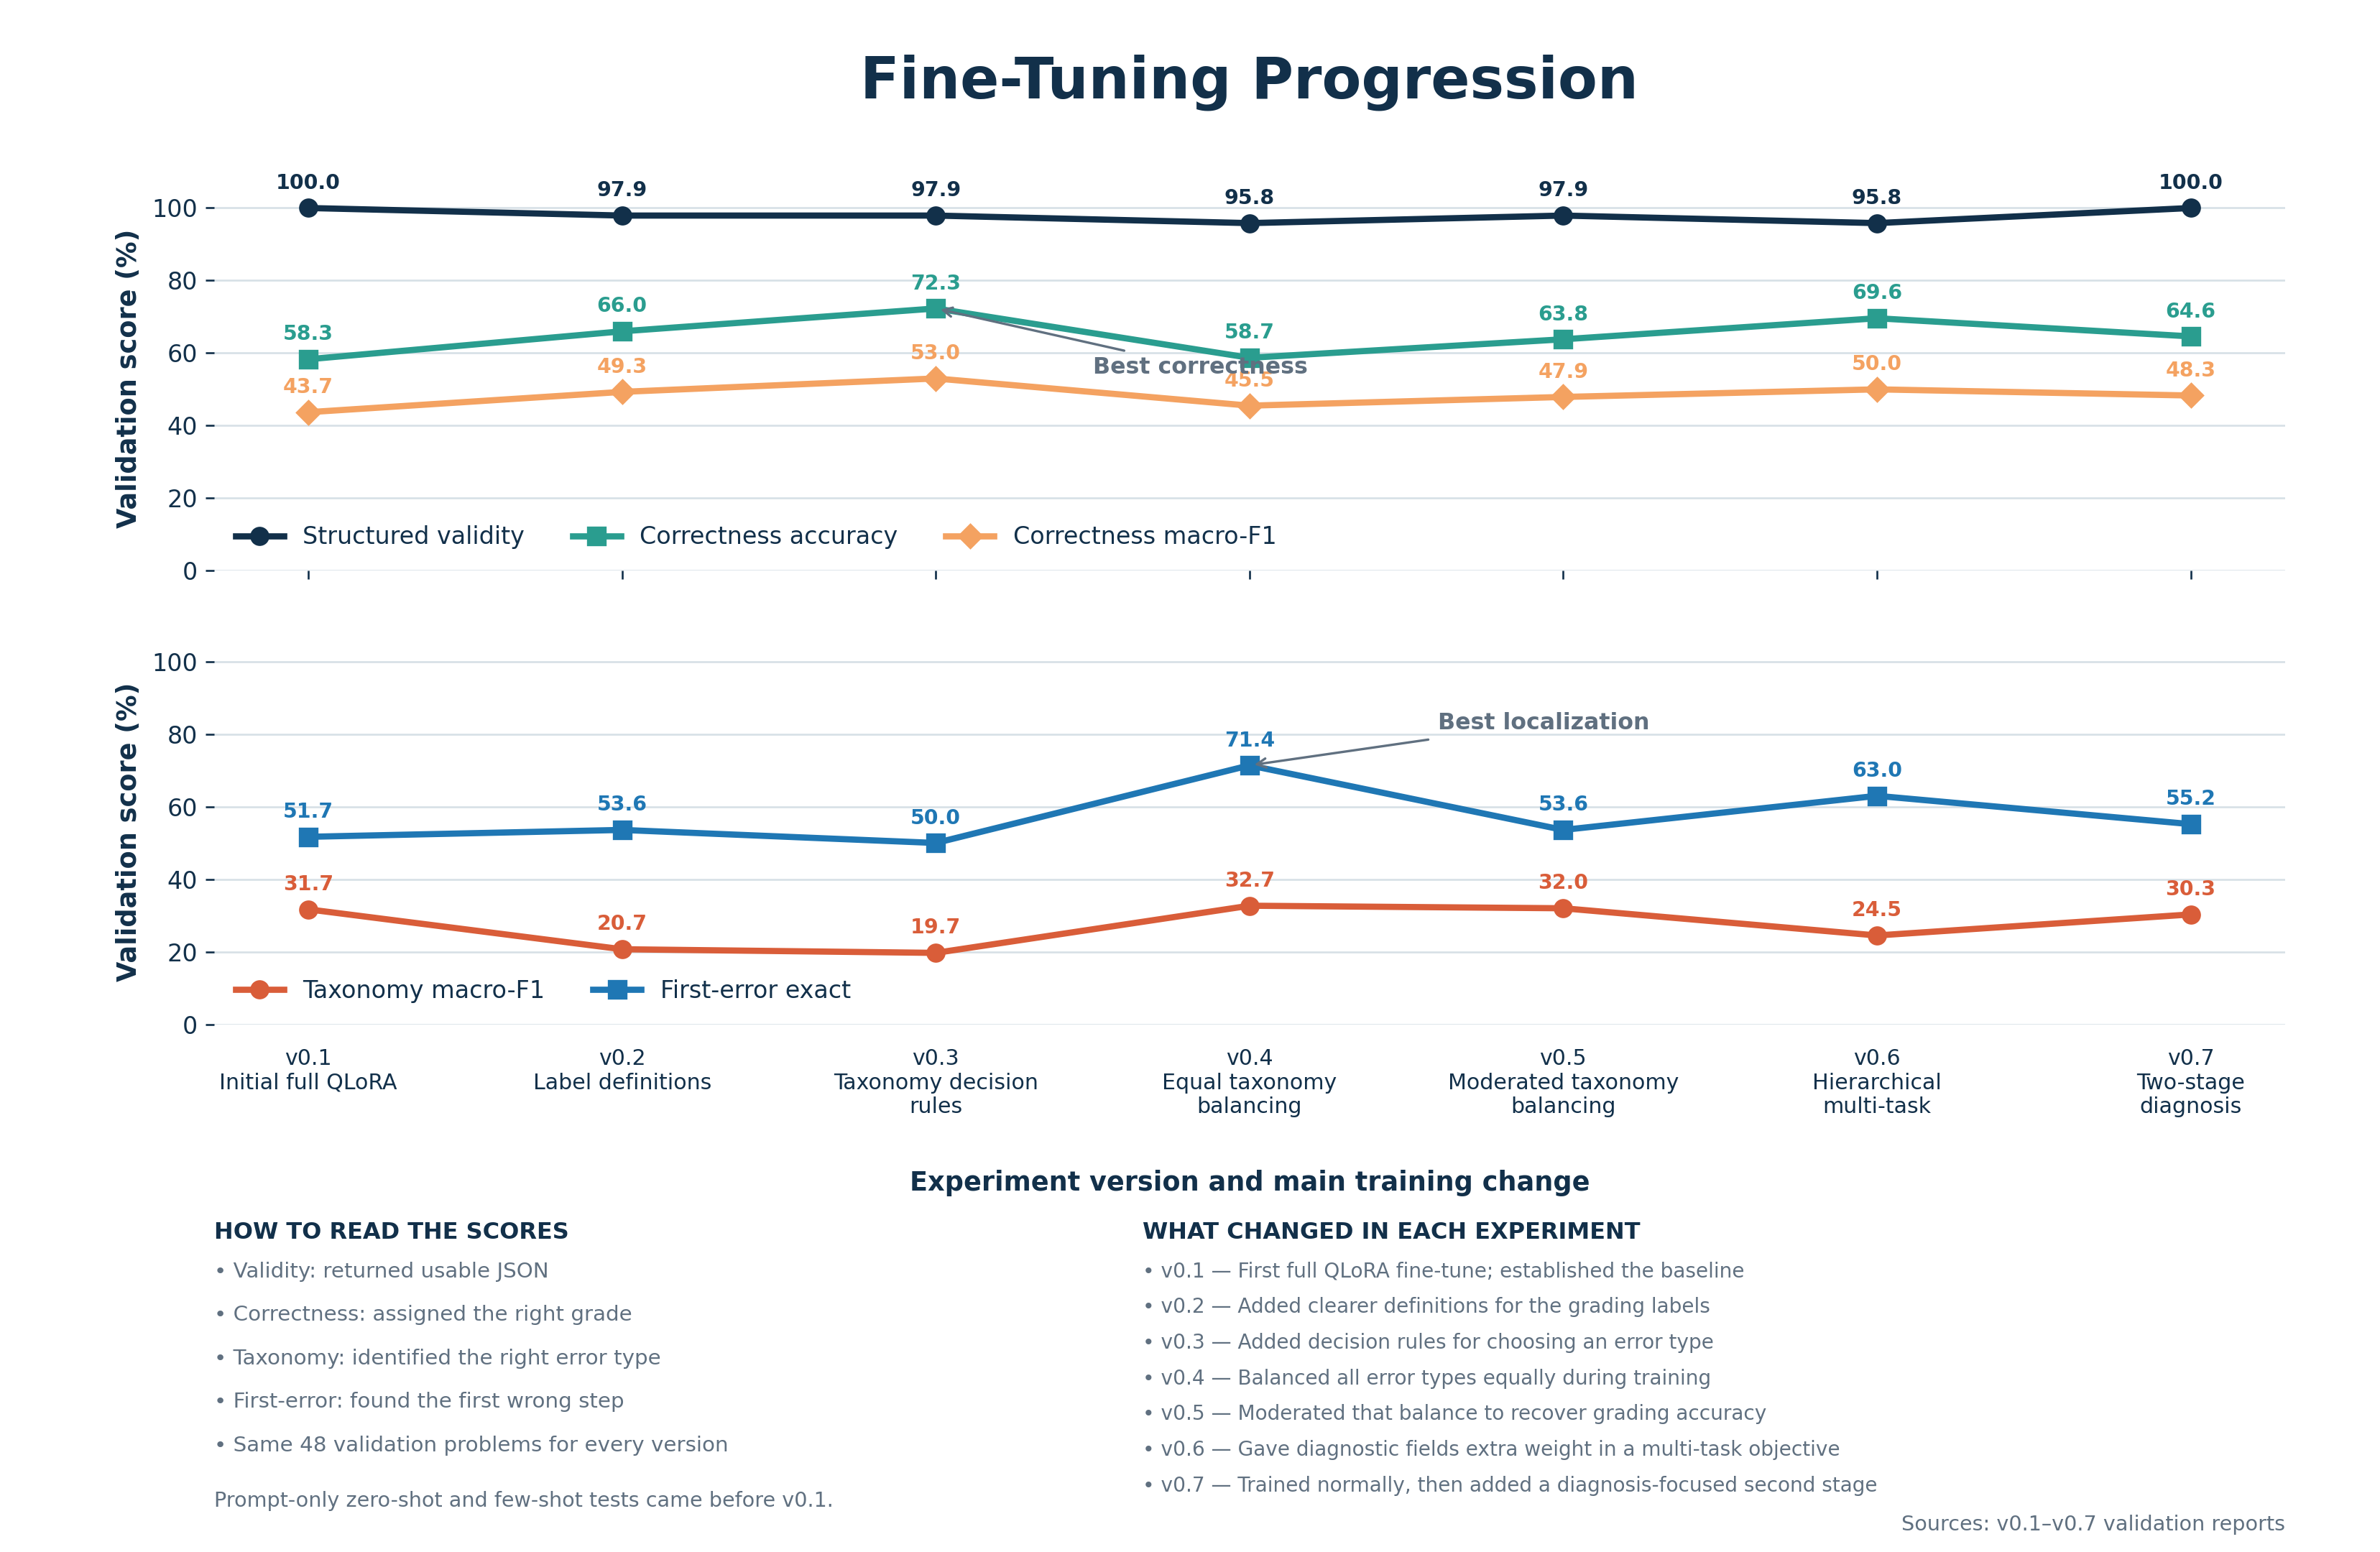 Fine-Tuning Progression
Validation score (%)
100
80
60
40
20
0
100.0
97.9
97.9
95.8
97.9
95.8
100.0
58.3
66.0
72.3
58.7
63.8
69.6
64.6
43.7
49.3
53.0
45.5
47.9
50.0
48.3
Best correctness
Structured validity
Correctness accuracy
Correctness macro-F1
Validation score (%)
100
80
60
40
20
0
Best localization
51.7
53.6
50.0
71.4
53.6
63.0
55.2
31.7
20.7
19.7
32.7
32.0
24.5
30.3
Taxonomy macro-F1
First-error exact
v0.1
Initial full QLoRA
v0.2
Label definitions
v0.3
Taxonomy decision
rules
v0.4
Equal taxonomy
balancing
v0.5
Moderated taxonomy
balancing
v0.6
Hierarchical
multi-task
v0.7
Two-stage
diagnosis
Experiment version and main training change
HOW TO READ THE SCORES
• Validity: returned usable JSON
• Correctness: assigned the right grade
• Taxonomy: identified the right error type
• First-error: found the first wrong step
• Same 48 validation problems for every version
Prompt-only zero-shot and few-shot tests came before v0.1.
WHAT CHANGED IN EACH EXPERIMENT
• v0.1 — First full QLoRA fine-tune; established the baseline
• v0.2 — Added clearer definitions for the grading labels
• v0.3 — Added decision rules for choosing an error type
• v0.4 — Balanced all error types equally during training
• v0.5 — Moderated that balance to recover grading accuracy
• v0.6 — Gave diagnostic fields extra weight in a multi-task objective
• v0.7 — Trained normally, then added a diagnosis-focused second stage
Sources: v0.1–v0.7 validation reports